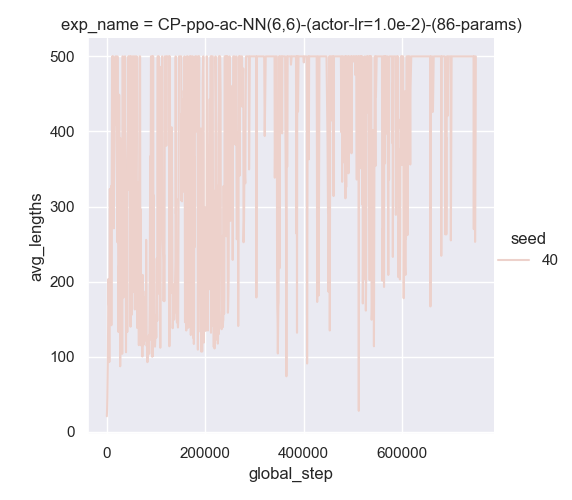 exp_name = CP-ppo-ac-NN(6,6)-(actor-lr=1.0e-2)-(86-params)
500
400
300
200
100
0
avg_lengths
0
200000
400000
600000
global_step
seed
40